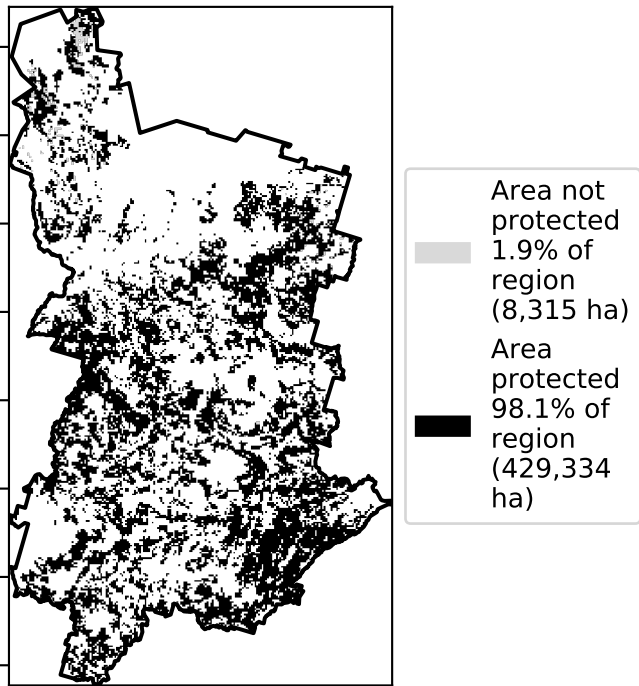 Area not
protected
1.9% of
region
(8,315 ha)
Area
protected
98.1% of
region
(429,334
ha)